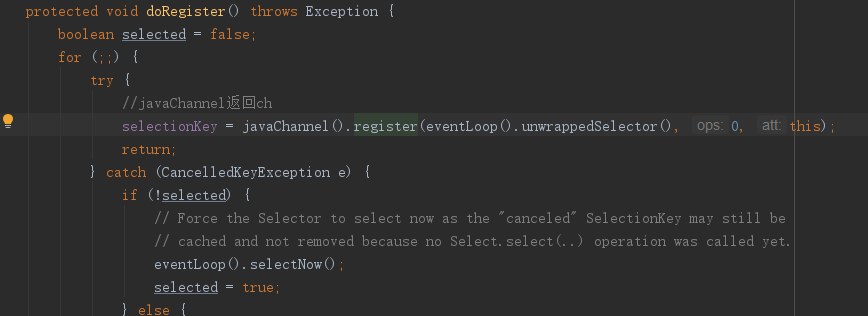 protected void doRegister() throws Exception {
boolean selected = false;
for (;;) {
try {
//javaChannel返回ch
selectionKey = javaChannel().register(eventLoop().unwrappedSelector(), ops: 0, att: this);
return;
} catch (CancelledKeyException e) {
if (!selected) {
// Force the Selector to select now as the "canceled" SelectionKey may still be
// cached and not removed because no Select.select(..) operation was called yet.
eventLoop().selectNow();
selected = true;
} else {